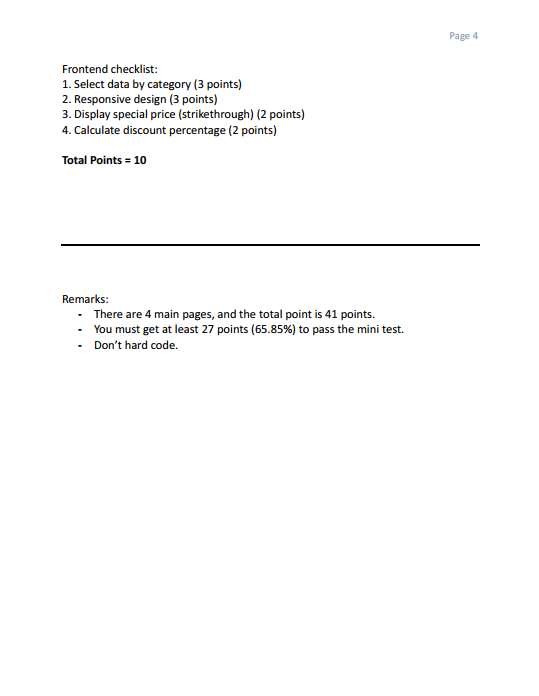 Page 4
Frontend checklist:
1. Select data by category (3 points)
2. Responsive design (3 points)
3. Display special price (strikethrough) (2 points)
4. Calculate discount percentage (2 points)
Total Points = 10
Remarks:
- There are 4 main pages, and the total point is 41 points.
- You must get at least 27 points (65.85%) to pass the mini test.
- Don’t hard code.